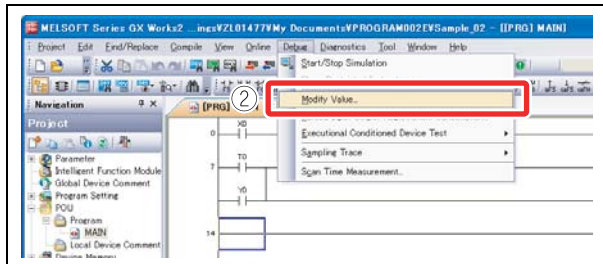 MELSOFT Series GX Works2 ...ings¥ZL01477¥My Documents¥PROGRAM002E¥Sample_02 - [[PRG] MAIN]
Project Edit Find/Replace Compile View Online Debug Diagnostics Tool Window Help
Start/Stop Simulation
Navigation
[PRG]
②
Modify Value...
Project
X0
0
Executional Conditioned Device Test
Parameter
T0
Sampling Trace
Intelligent Function Module
7
Scan Time Measurement...
Global Device Comment
Program Setting
Y0
POU
Program
MAIN
14
Local Device Comment
Device Memory